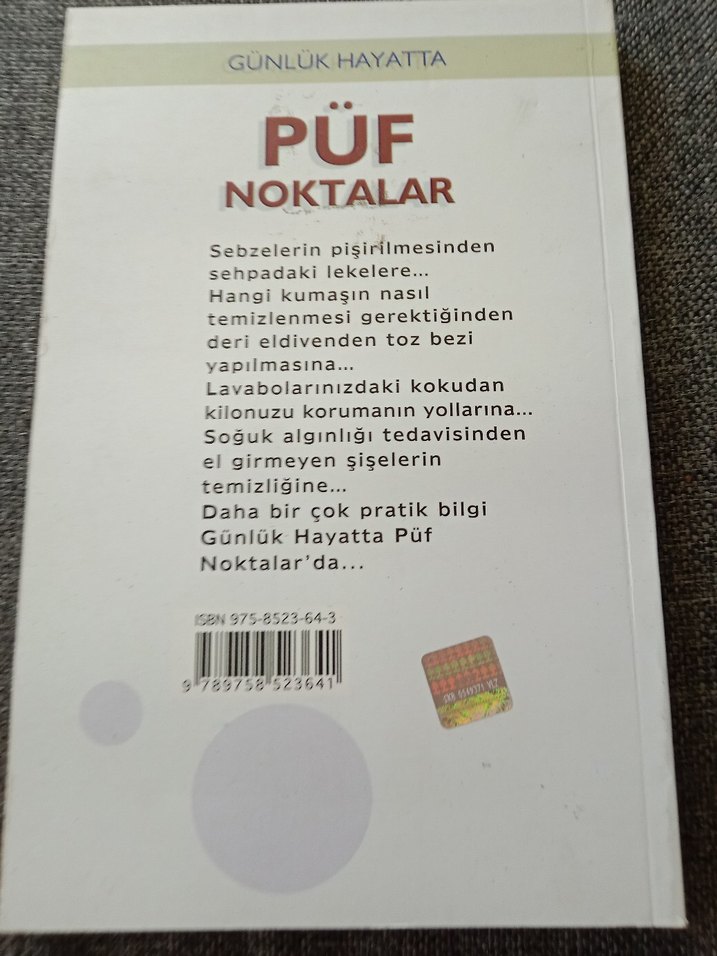 GÜNLÜK HAYATTA
PÜF
NOKTALAR
Sebzelerin pişirilmesinden
sehpadaki lekelere...
Hangi kumaşın nasıl
temizlenmesi gerektiğinden
deri eldivenden toz bezi
yapılmasına...
Lavabolarınızdaki kokudan
kilonuzu korumanın yollarına...
Soğuk algınlığı tedavisinden
el girmeyen şişelerin
temizliğine...
Daha bir çok pratik bilgi
Günlük Hayatta Püf
Noktalar'da...
ISBN 975-8523-64-3
9 789758 523641